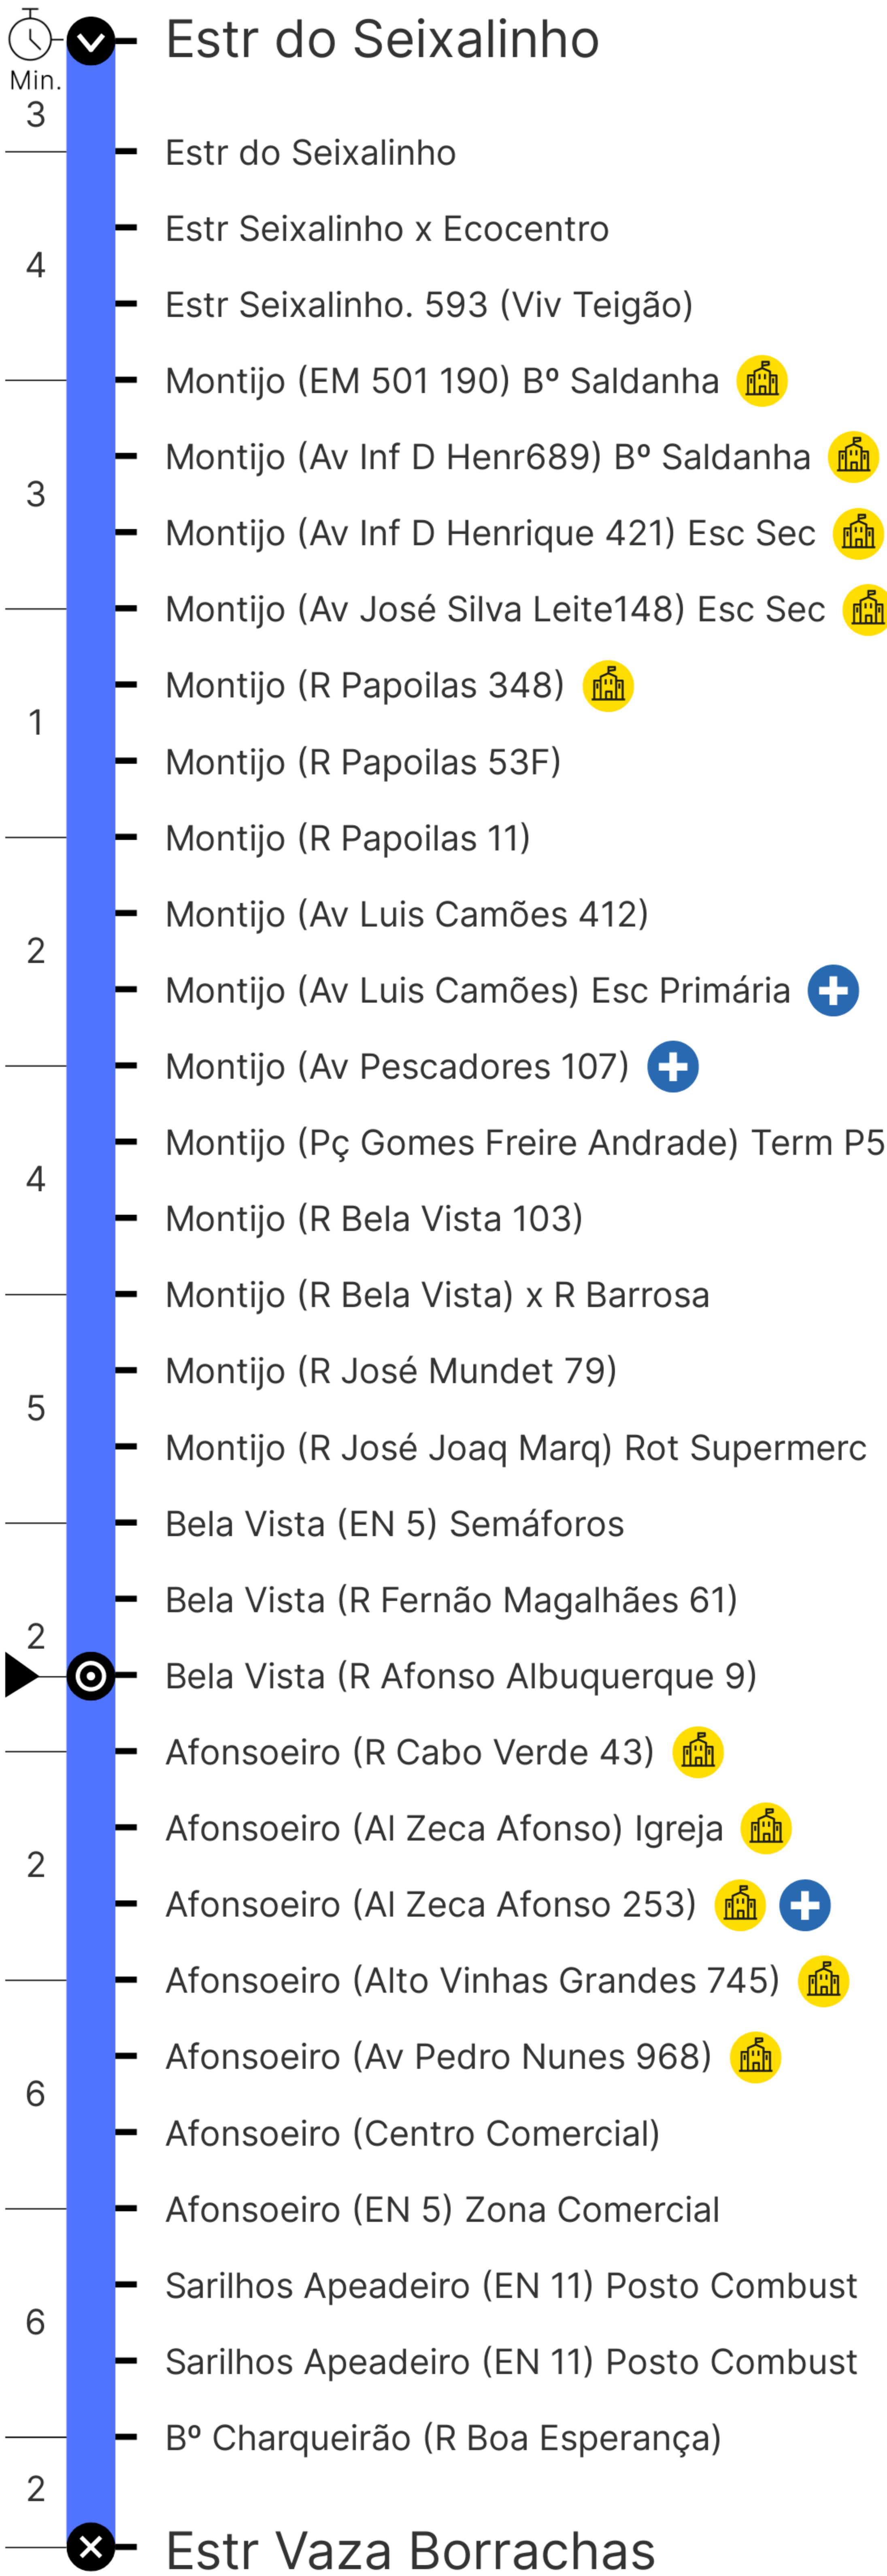 Estr do Seixalinho
Min.
3
Estr do Seixalinho
Estr Seixalinho x Ecocentro
4
Estr Seixalinho. 593 (Viv Teigão)
Montijo (EM 501 190) Bº Saldanha
Montijo (Av Inf D Henr689) Bº Saldanha
3
Montijo (Av Inf D Henrique 421) Esc Sec
Montijo (Av José Silva Leite148) Esc Sec
Montijo (R Papoilas 348)
1
Montijo (R Papoilas 53F)
Montijo (R Papoilas 11)
Montijo (Av Luis Camões 412)
2
Montijo (Av Luis Camões) Esc Primária
Montijo (Av Pescadores 107)
Montijo (Pç Gomes Freire Andrade) Term P5
4
Montijo (R Bela Vista 103)
Montijo (R Bela Vista) x R Barrosa
Montijo (R José Mundet 79)
5
Montijo (R José Joaq Marq) Rot Supermerc
Bela Vista (EN 5) Semáforos
Bela Vista (R Fernão Magalhães 61)
2
Bela Vista (R Afonso Albuquerque 9)
Afonsoeiro (R Cabo Verde 43)
Afonsoeiro (Al Zeca Afonso) Igreja
2
Afonsoeiro (Al Zeca Afonso 253)
Afonsoeiro (Alto Vinhas Grandes 745)
Afonsoeiro (Av Pedro Nunes 968)
6
Afonsoeiro (Centro Comercial)
Afonsoeiro (EN 5) Zona Comercial
Sarilhos Apeadeiro (EN 11) Posto Combust
6
Sarilhos Apeadeiro (EN 11) Posto Combust
Bº Charqueirão (R Boa Esperança)
2
Estr Vaza Borrachas